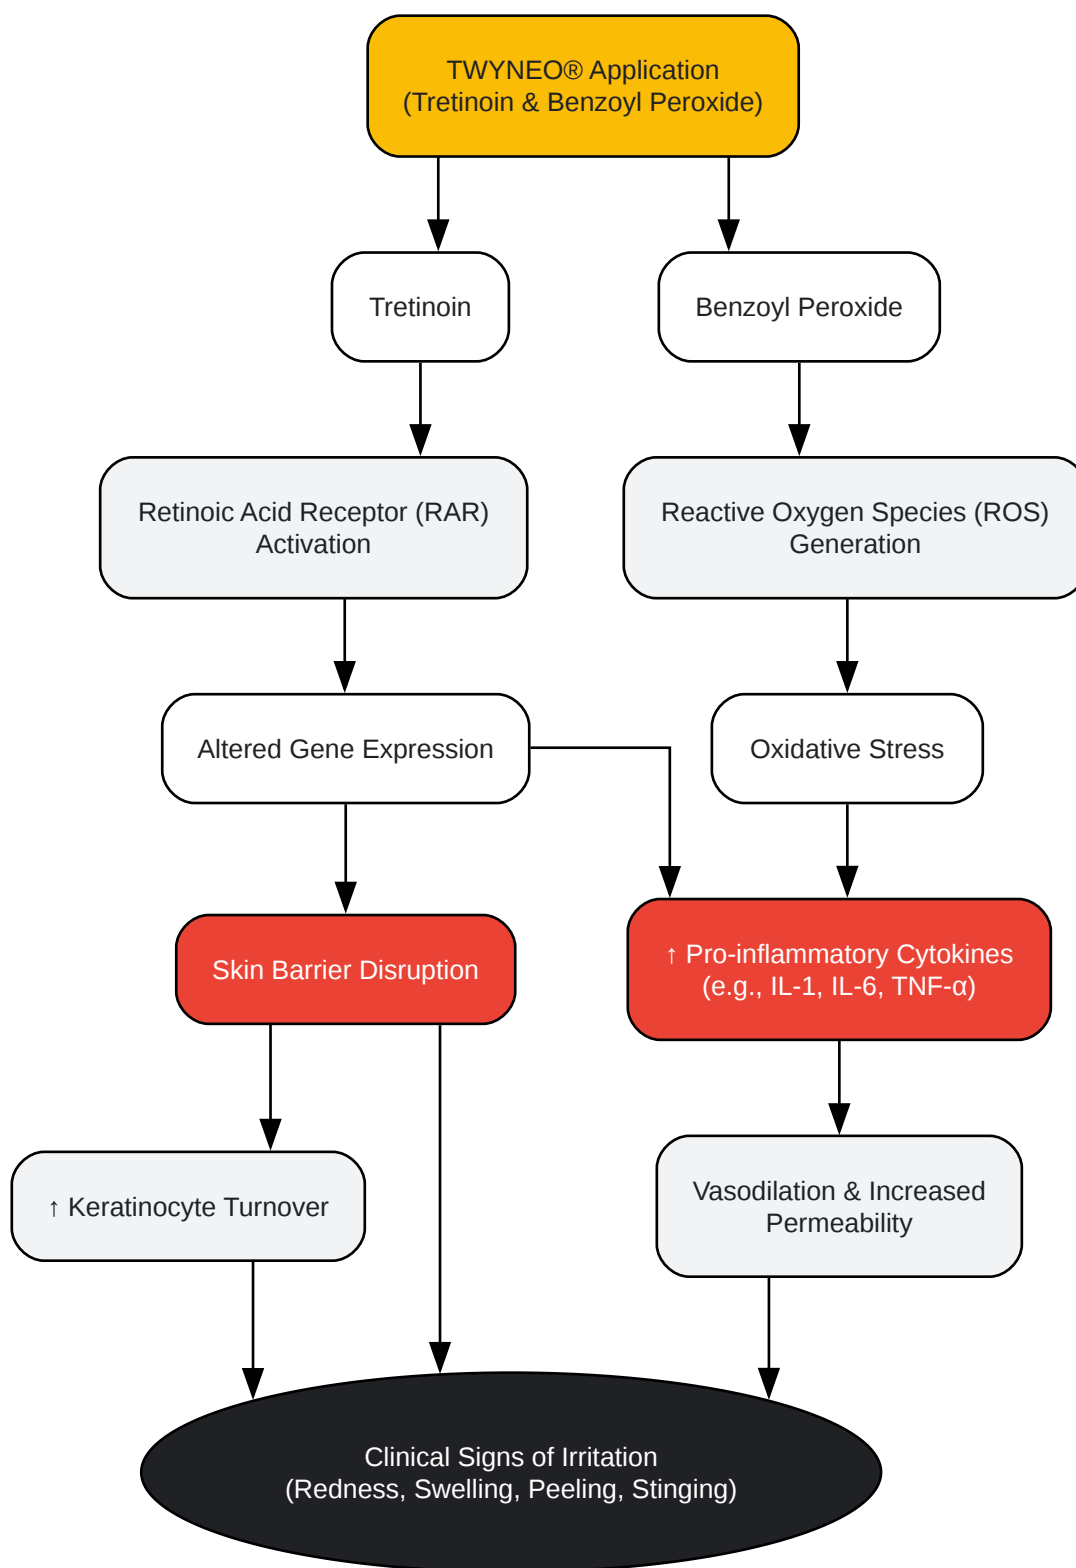 TWYNEO® Application
(Tretinoin & Benzoyl Peroxide)
Tretinoin
Benzoyl Peroxide
Retinoic Acid Receptor (RAR)
Activation
Reactive Oxygen Species (ROS)
Generation
Altered Gene Expression
Oxidative Stress
Skin Barrier Disruption
↑ Pro-inflammatory Cytokines
(e.g., IL-1, IL-6, TNF-α)
↑ Keratinocyte Turnover
Vasodilation & Increased
Permeability
Clinical Signs of Irritation
(Redness, Swelling, Peeling, Stinging)